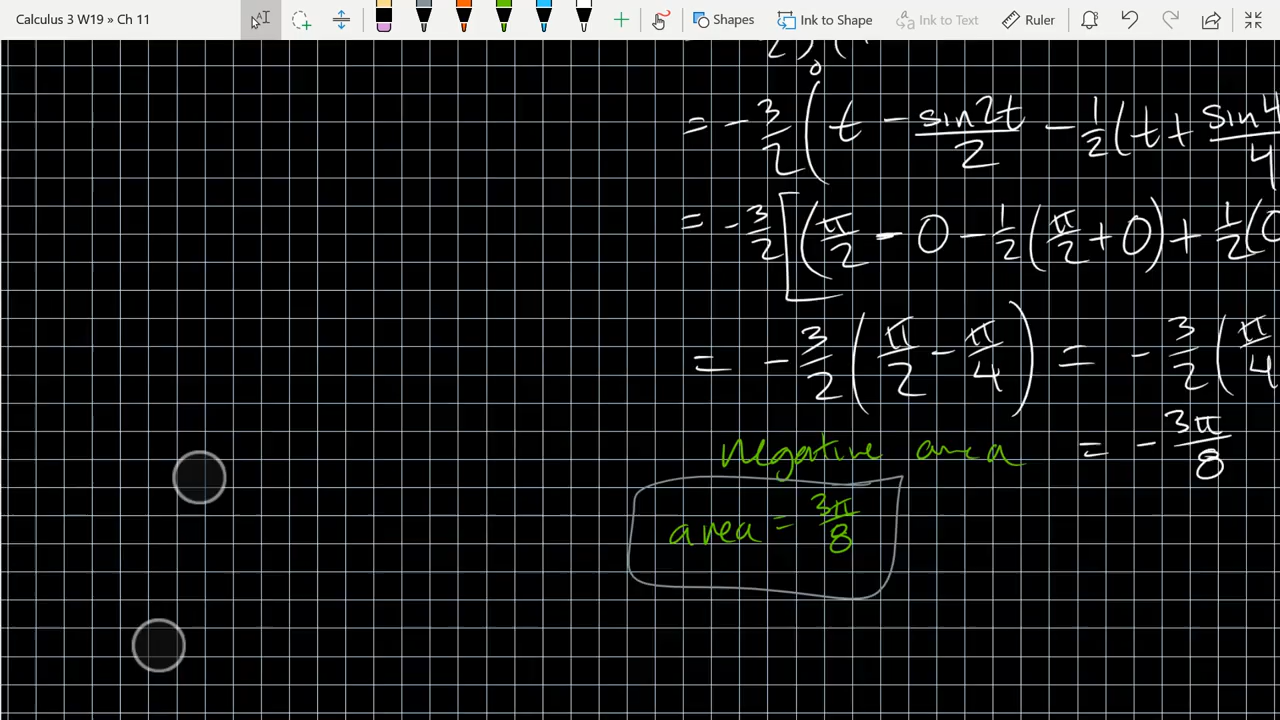 Calculus 3 W19 » Ch 11
Shapes
Ink to Shape
Ink to Text
Ruler
= -3/2 ( t - sin2t/2 - 1/2(t + sin4/4
= -3/2 [ (π/2 - 0 - 1/2(π/2 + 0) + 1/2(0
= -3/2 (π/2 - π/4) = -3/2 (π/4
negative area = -3π/8
area = 3π/8